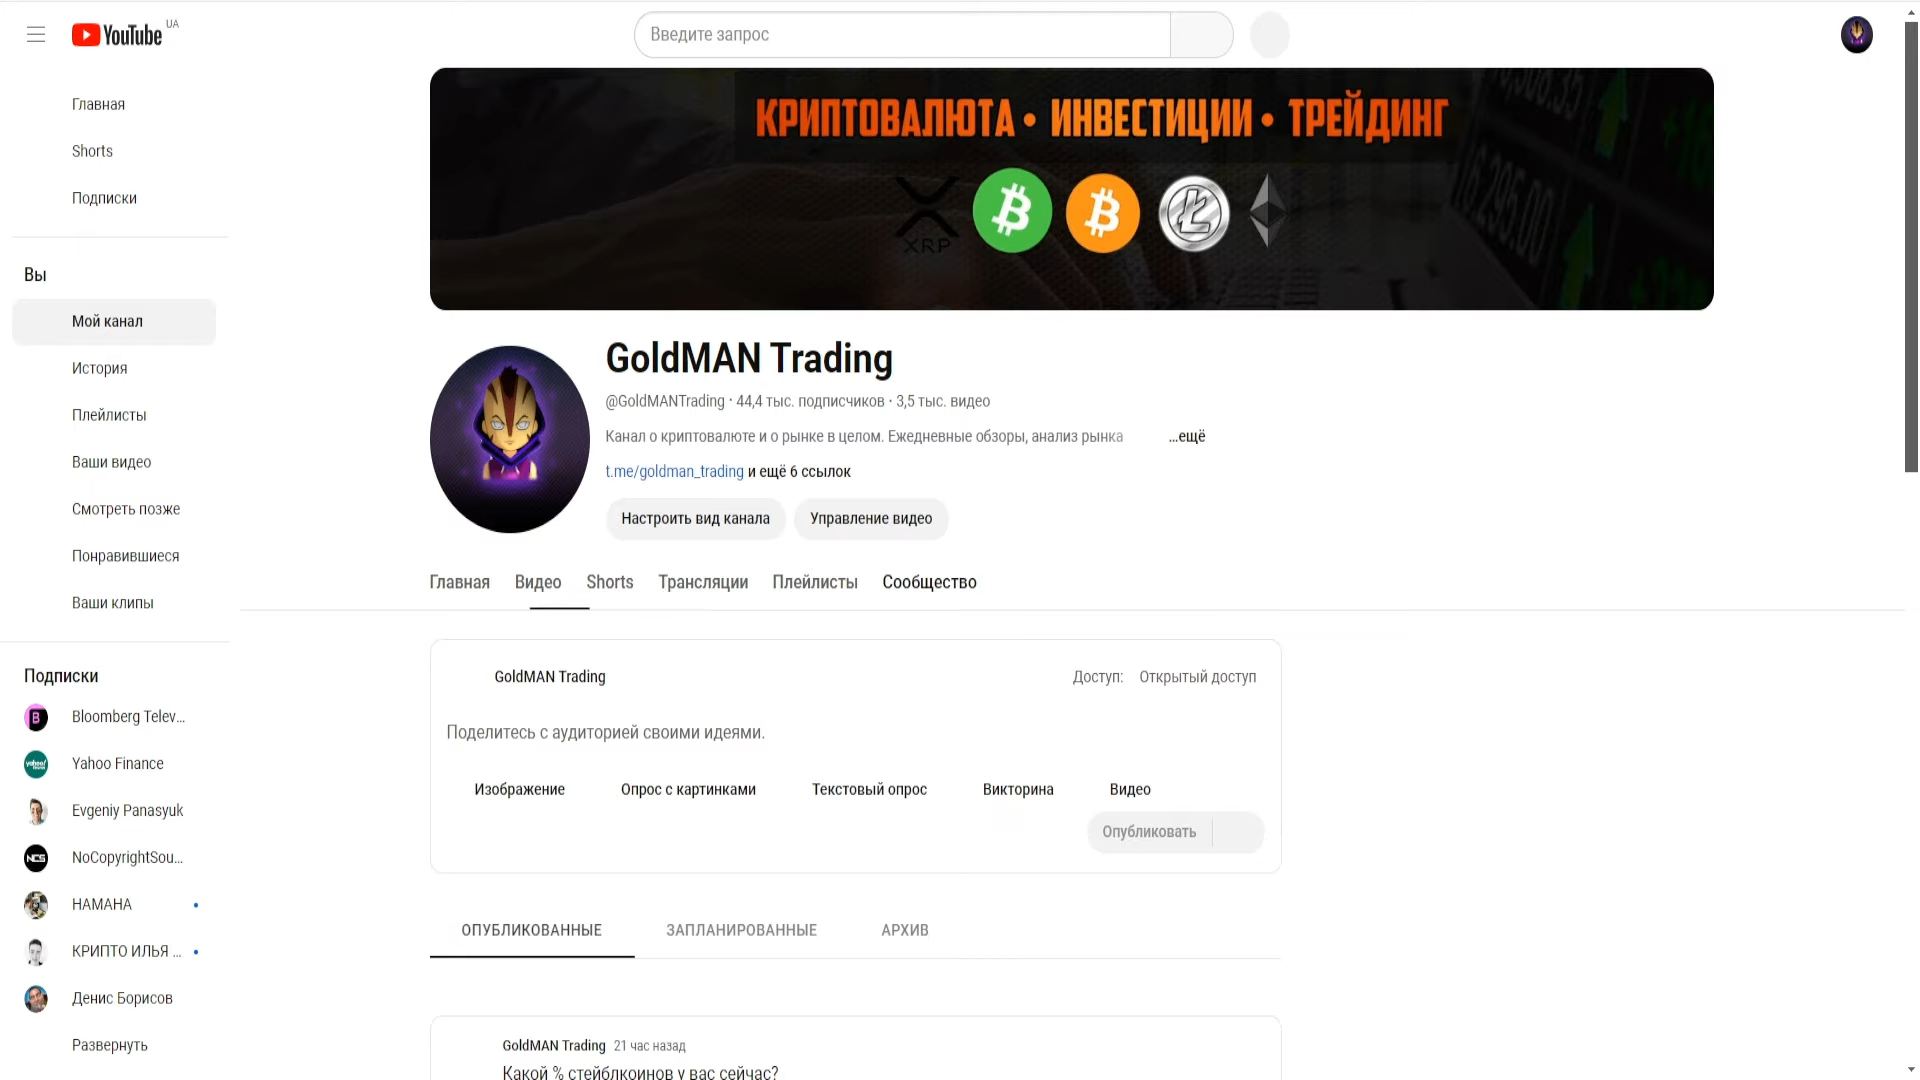 YouTube UA
Введите запрос
Главная
Shorts
Подписки
Вы
Мой канал
История
Плейлисты
Ваши видео
Смотреть позже
Понравившиеся
Ваши клипы
Подписки
Bloomberg Telev...
Yahoo Finance
Evgeniy Panasyuk
NoCopyrightSou...
НАМАНА
КРИПТО ИЛЬЯ ...
Денис Борисов
Развернуть
КРИПТОВАЛЮТА • ИНВЕСТИЦИИ • ТРЕЙДИНГ
XRP
GoldMAN Trading
@GoldMANTrading · 44,4 тыс. подписчиков · 3,5 тыс. видео
Канал о криптовалюте и о рынке в целом. Ежедневные обзоры, анализ рынка ...ещё
t.me/goldman_trading и ещё 6 ссылок
Настроить вид канала Управление видео
Главная Видео Shorts Трансляции Плейлисты Сообщество
GoldMAN Trading Доступ: Открытый доступ
Поделитесь с аудиторией своими идеями.
Изображение Опрос с картинками Текстовый опрос Викторина Видео
Опубликовать
ОПУБЛИКОВАННЫЕ ЗАПЛАНИРОВАННЫЕ АРХИВ
GoldMAN Trading 21 час назад
Какой % стейблкоинов у вас сейчас?